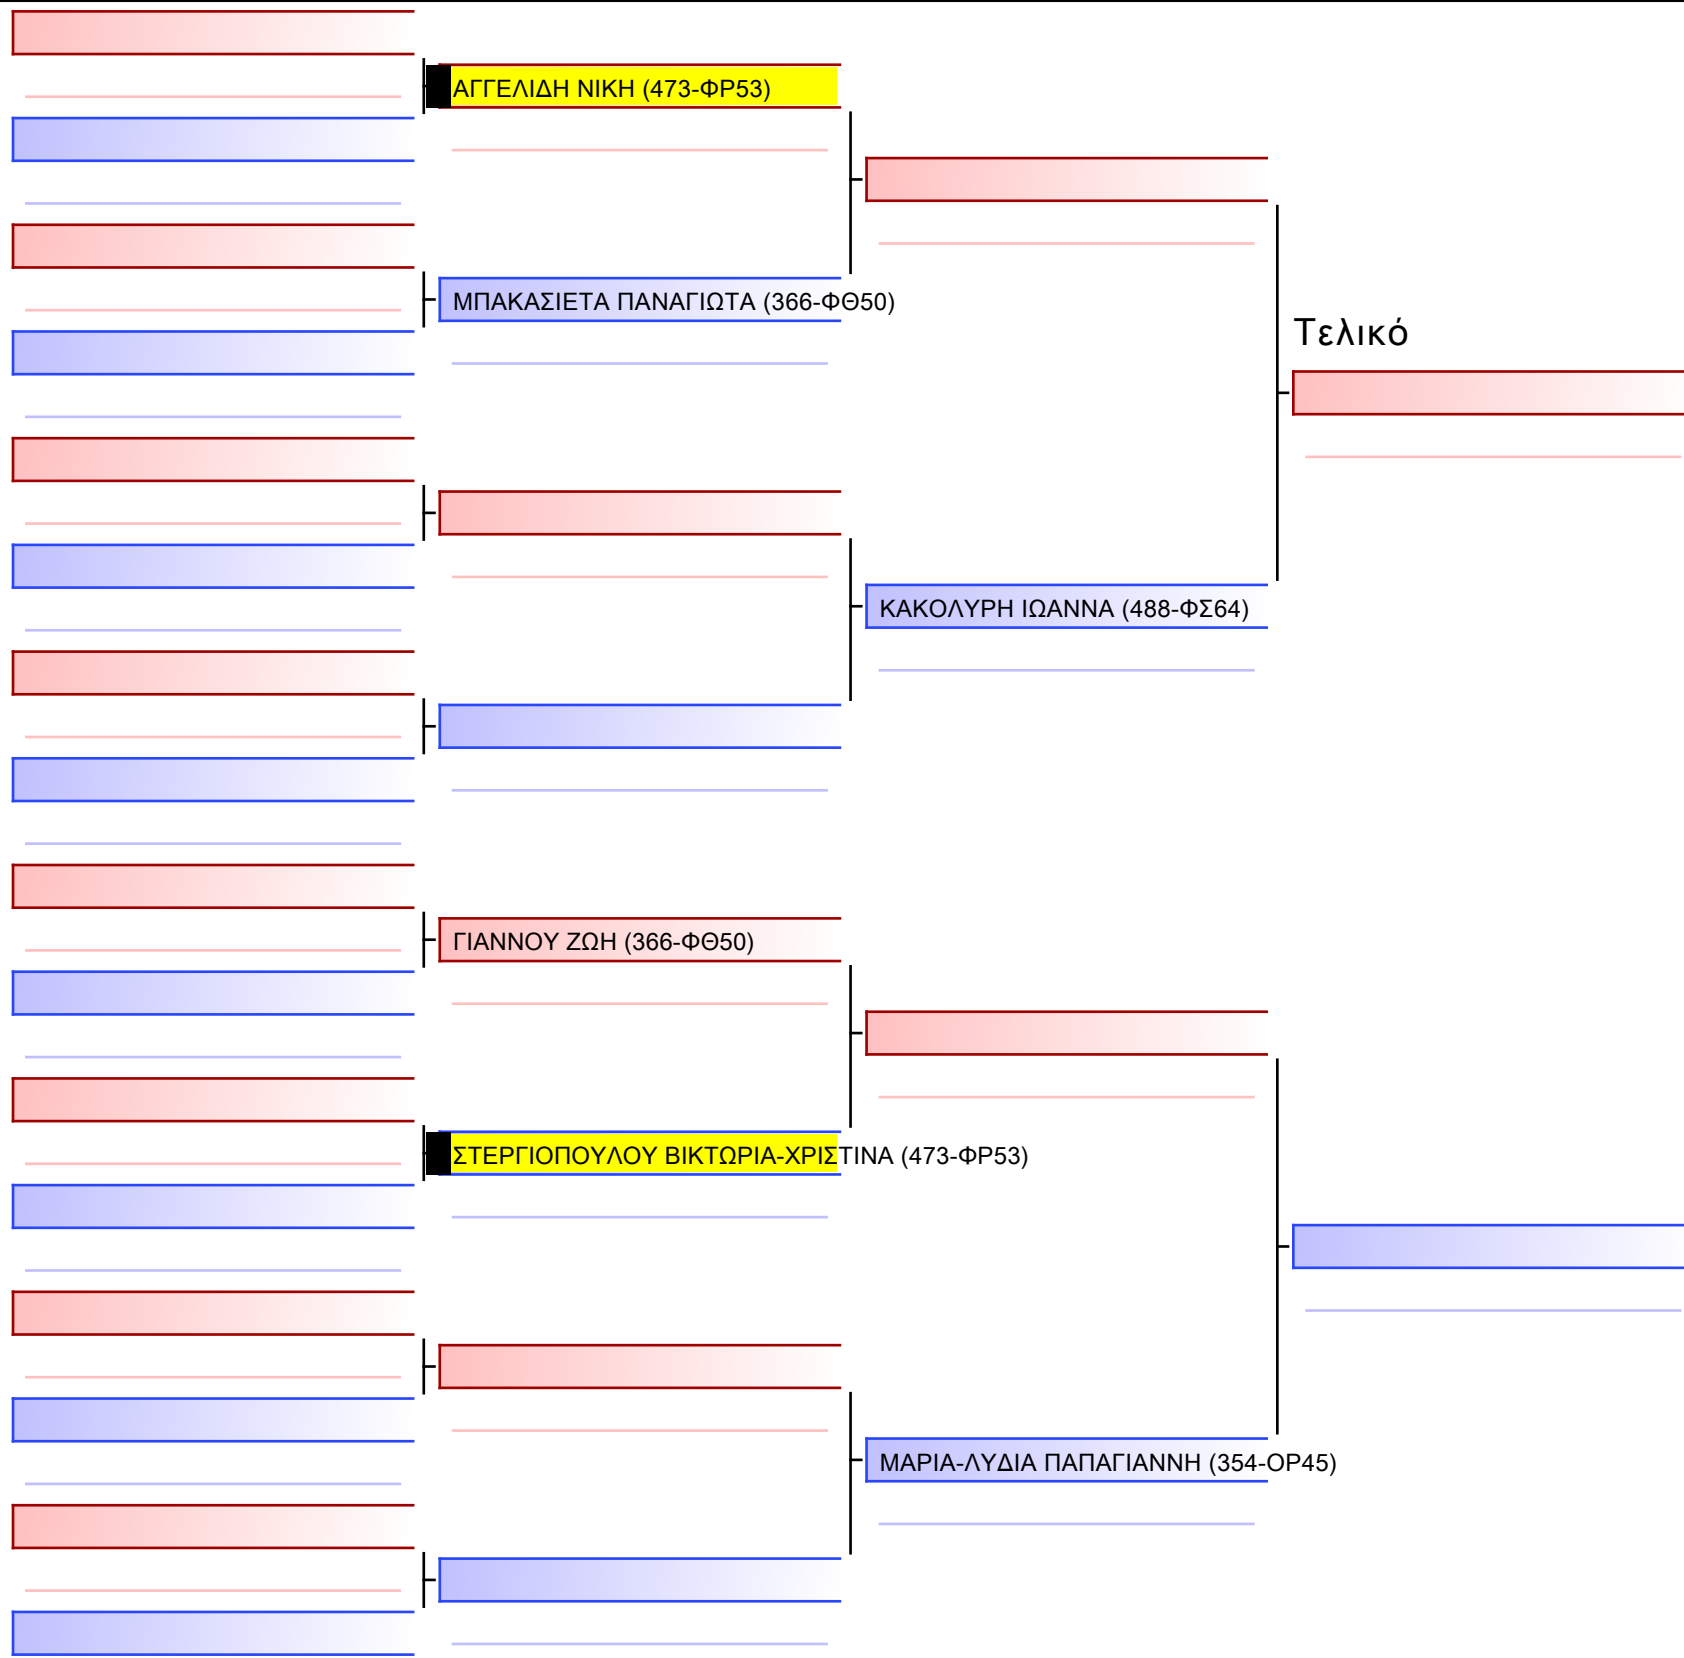 ΑΓΓΕΛΙΔΗ ΝΙΚΗ (473-ΦΡ53)
ΜΠΑΚΑΣΙΕΤΑ ΠΑΝΑΓΙΩΤΑ (366-ΦΘ50)
Τελικό
ΚΑΚΟΛΥΡΗ ΙΩΑΝΝΑ (488-ΦΣ64)
ΓΙΑΝΝΟΥ ΖΩΗ (366-ΦΘ50)
ΣΤΕΡΓΙΟΠΟΥΛΟΥ ΒΙΚΤΩΡΙΑ-ΧΡΙΣΤΙΝΑ (473-ΦΡ53)
ΜΑΡΙΑ-ΛΥΔΙΑ ΠΑΠΑΓΙΑΝΝΗ (354-ΟΡ45)